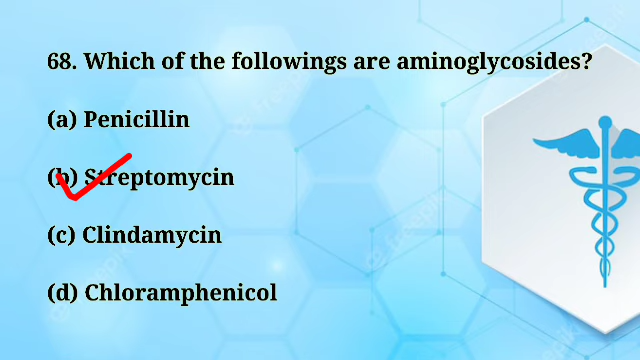 68. Which of the followings are aminoglycosides?
(a) Penicillin
(b) Streptomycin
(c) Clindamycin
(d) Chloramphenicol